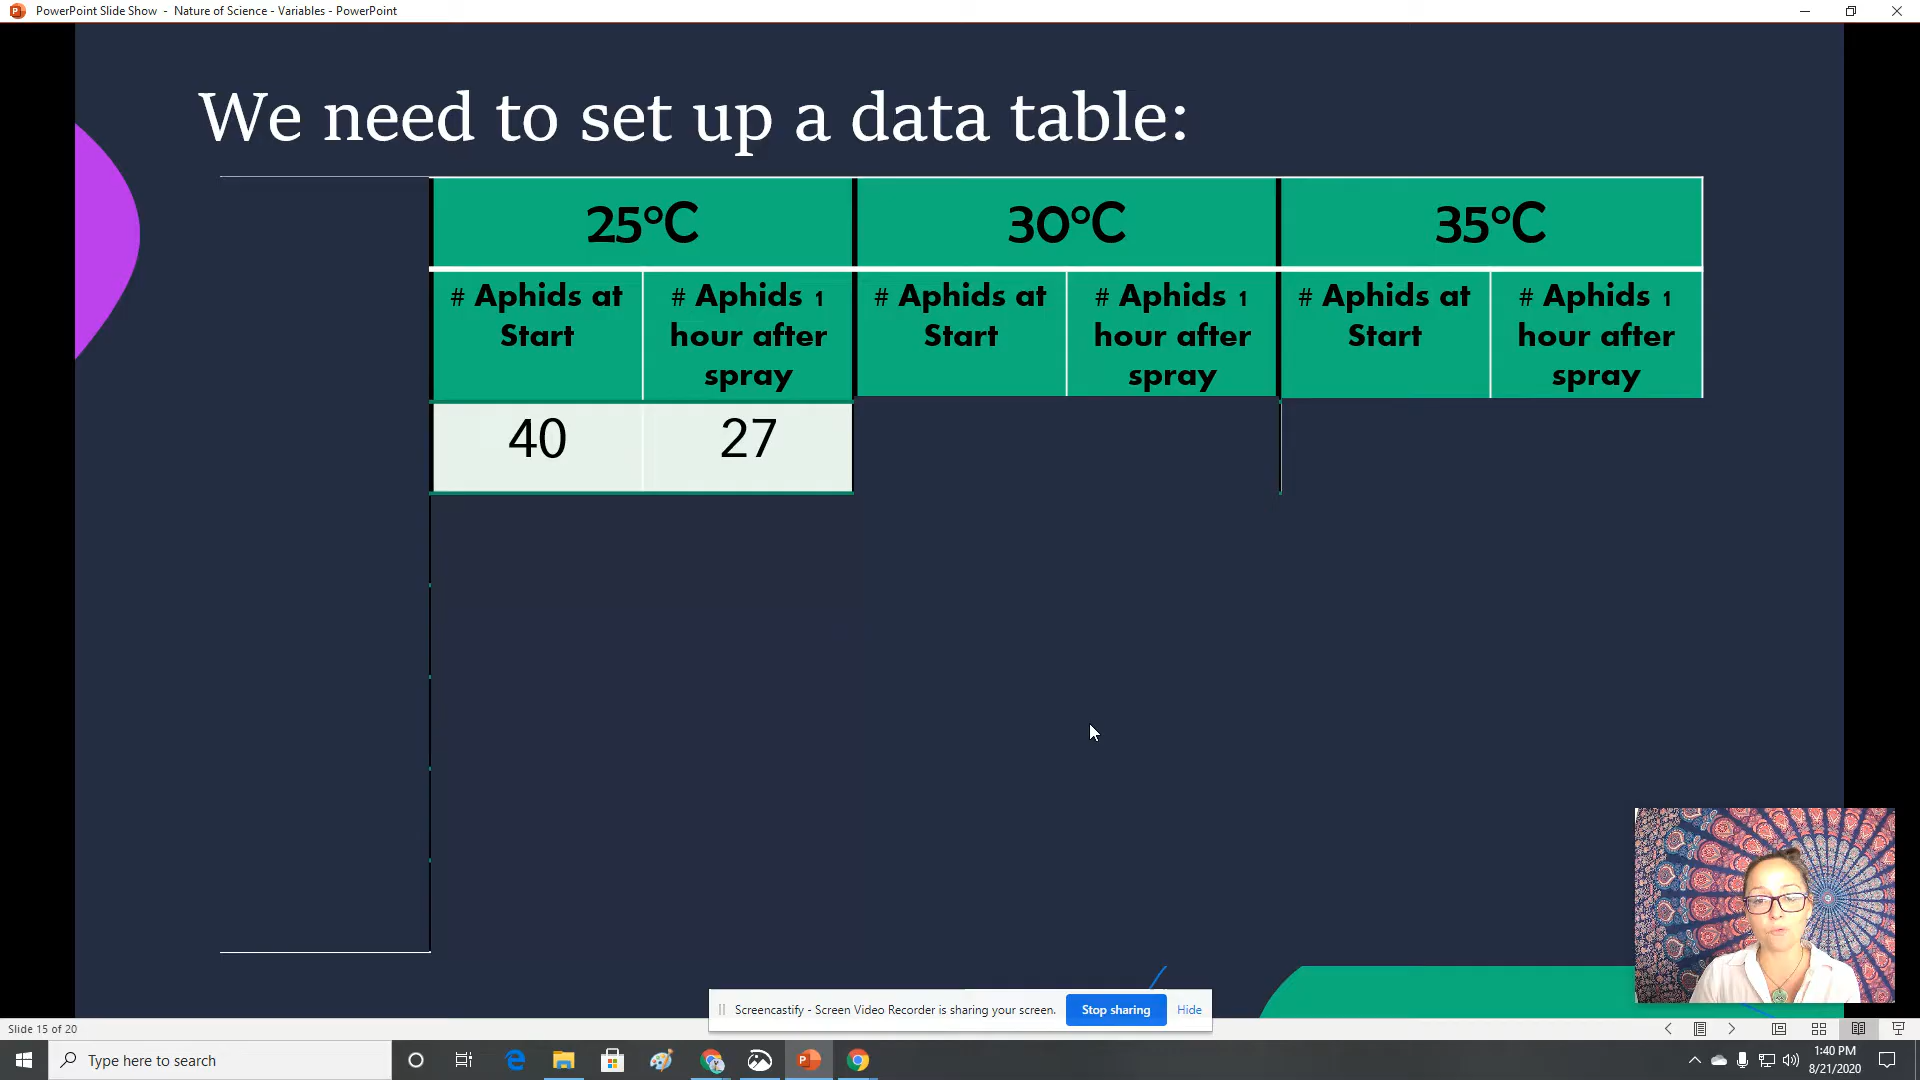 PowerPoint Slide Show - Nature of Science - Variables - PowerPoint
We need to set up a data table:
25°C 30°C 35°C
# Aphids at Start # Aphids 1 hour after spray # Aphids at Start # Aphids 1 hour after spray # Aphids at Start # Aphids 1 hour after spray
40 27
Screencastify - Screen Video Recorder is sharing your screen. Stop sharing Hide
Slide 15 of 20
Type here to search
1:40 PM
8/21/2020